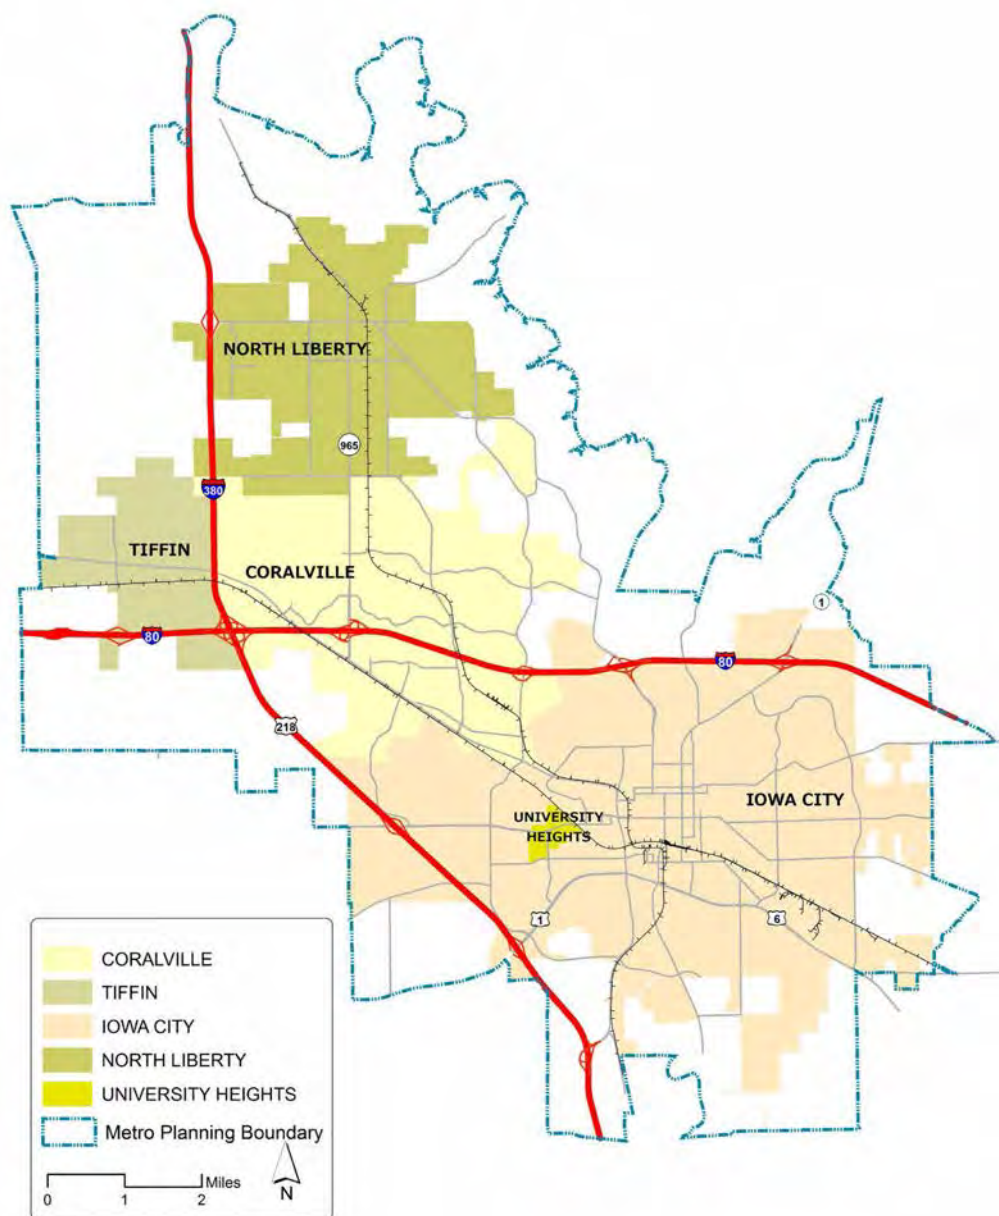 NORTH LIBERTY
965
380
TIFFIN
CORALVILLE
1
80
80
218
IOWA CITY
UNIVERSITY
HEIGHTS
1
6
CORALVILLE
TIFFIN
IOWA CITY
NORTH LIBERTY
UNIVERSITY HEIGHTS
Metro Planning Boundary
Miles
0 1 2
N